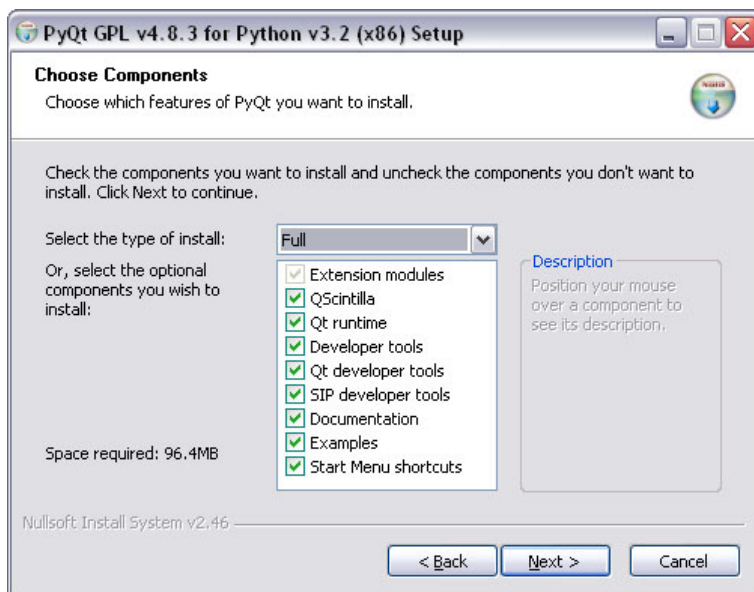 PyQt GPL v4.8.3 for Python v3.2 (x86) Setup
Choose Components
Choose which features of PyQt you want to install.
Check the components you want to install and uncheck the components you don't want to
install. Click Next to continue.
Select the type of install:
Full
Or, select the optional
components you wish to
install:
Extension modules
QScintilla
Qt runtime
Developer tools
Qt developer tools
SIP developer tools
Documentation
Examples
Start Menu shortcuts
Description
Position your mouse
over a component to
see its description.
Space required: 96.4MB
Nullsoft Install System v2.46
< Back
Next >
Cancel